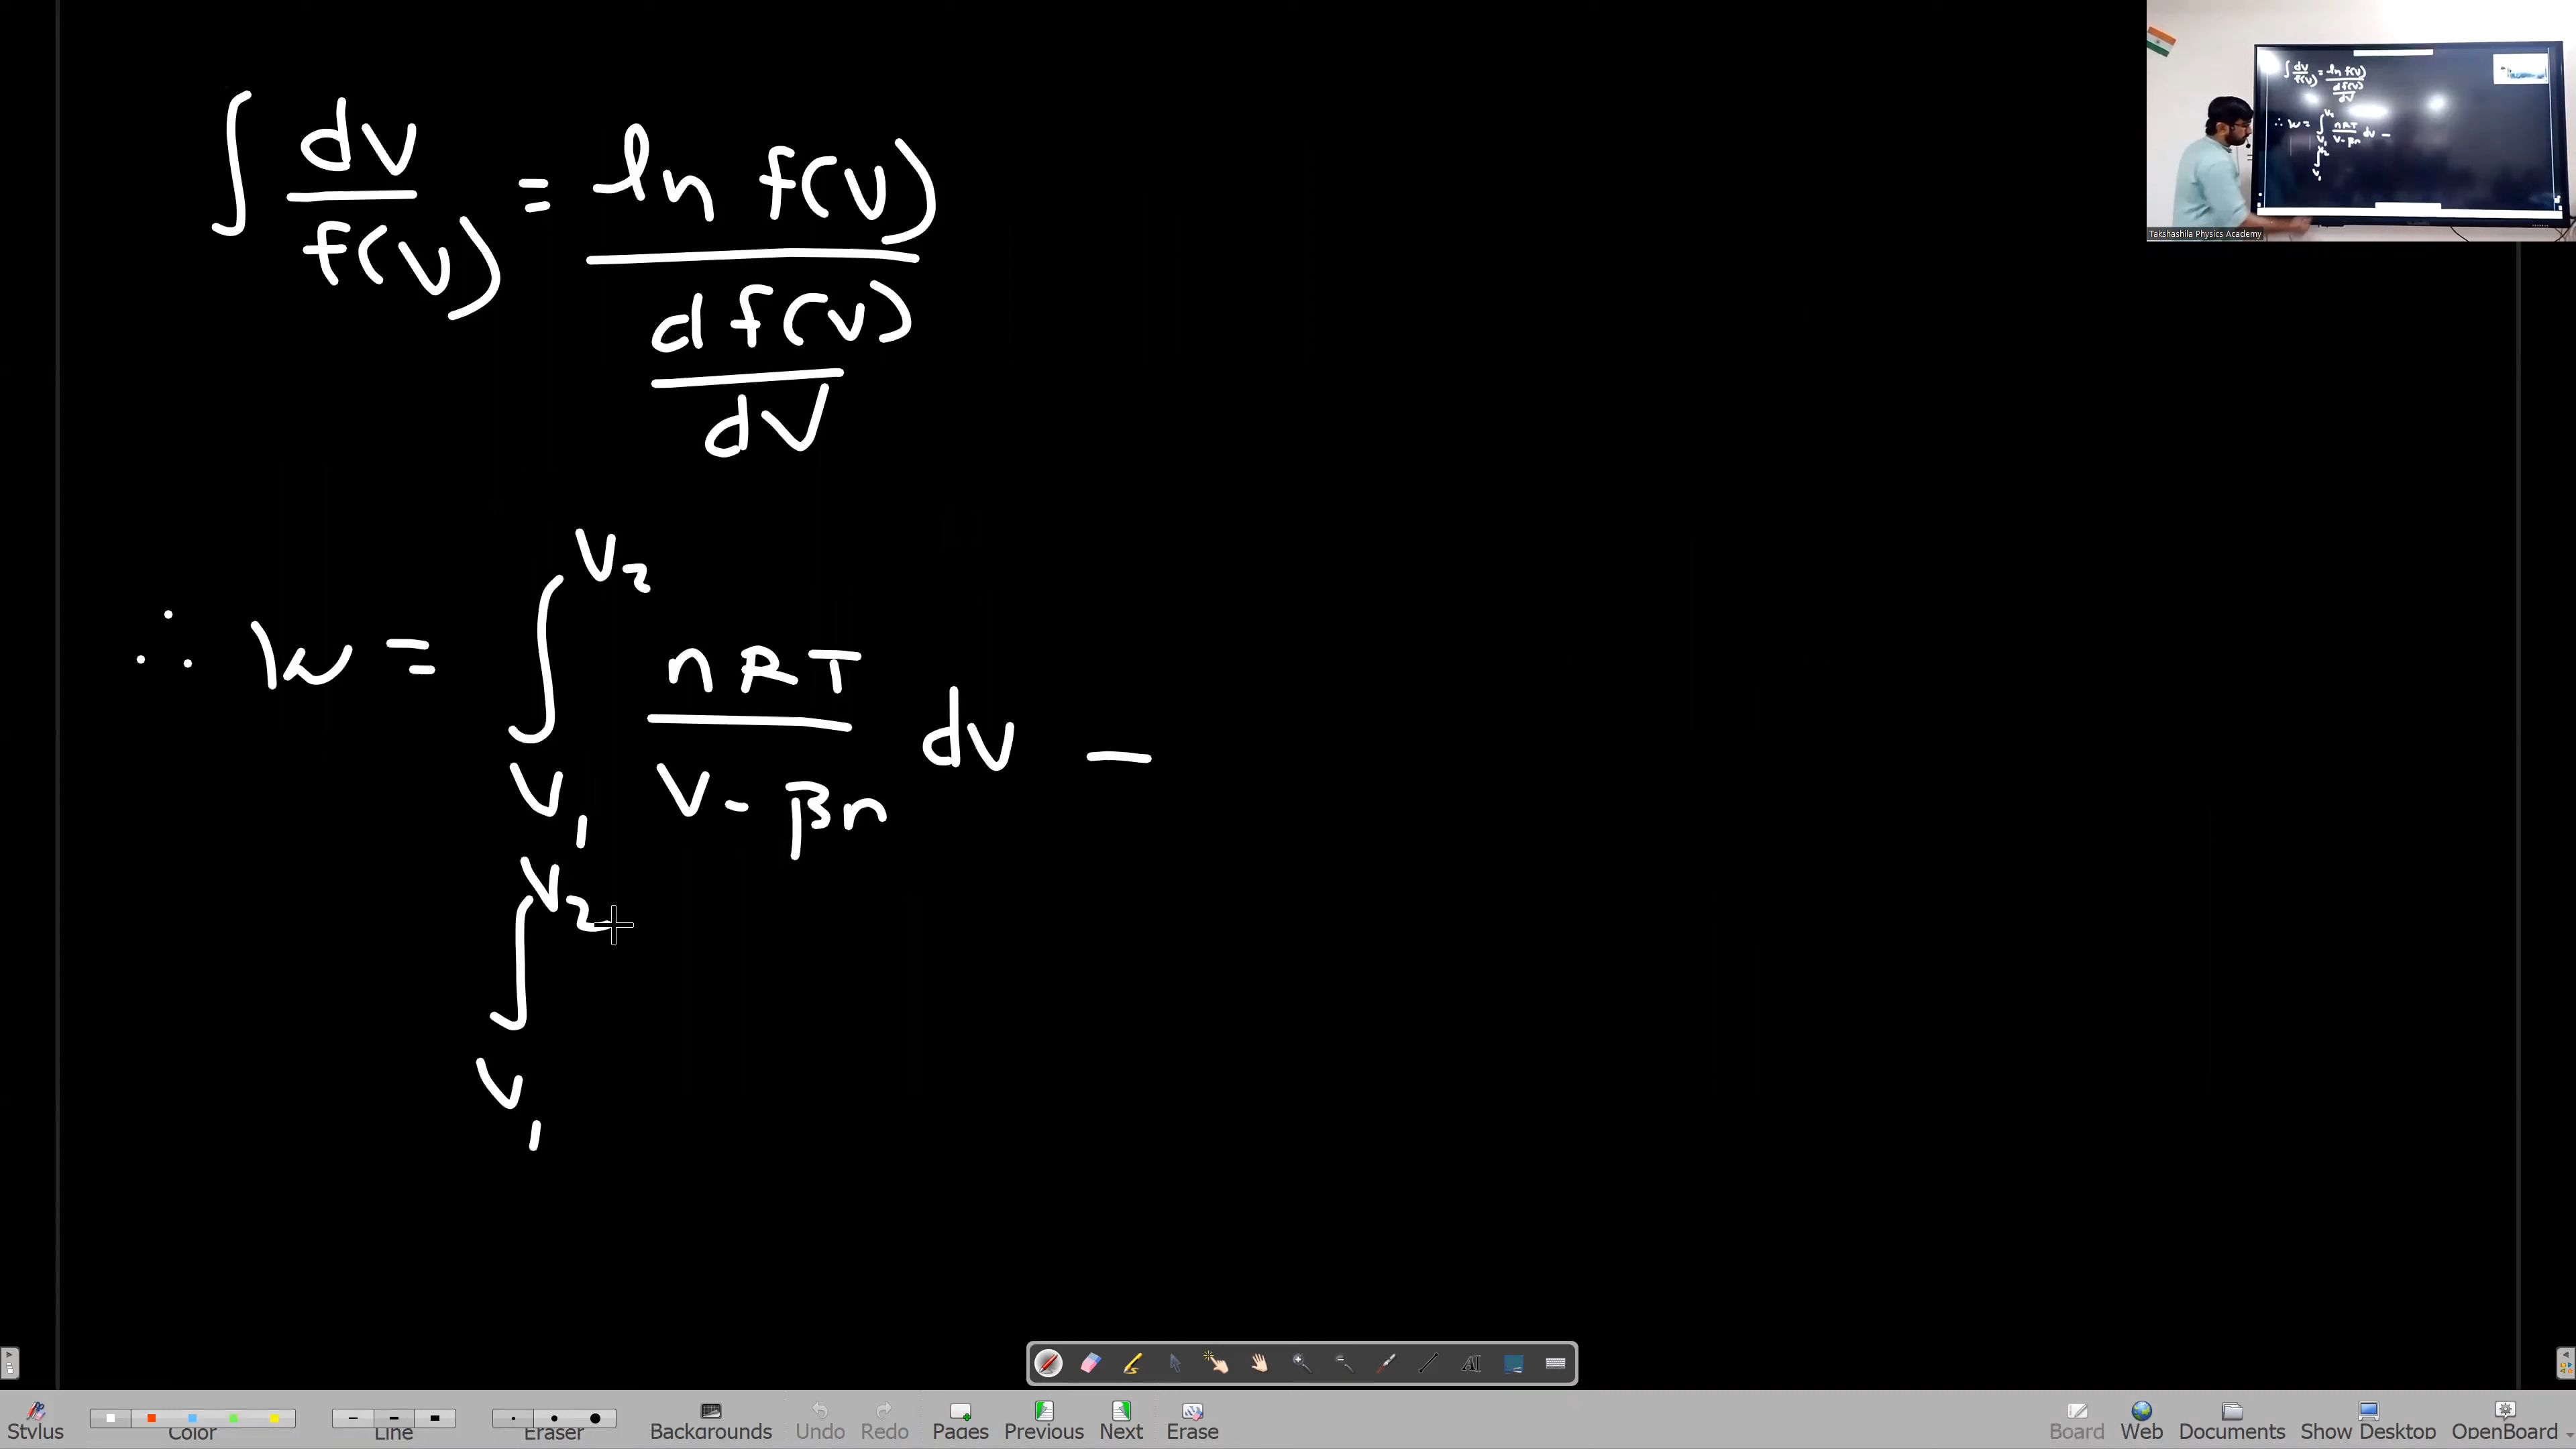 ∫ dv/f(v) = ln f(v) / (d f(v)/dV)
∴ W = ∫_{V₁}^{V₂} nRT/(V - βn) dv –
∫_{V₁}^{V₂}
Takshashila Physics Academy
Stylus Color Line Eraser Backgrounds Undo Redo Pages Previous Next Erase Board Web Documents Show Desktop OpenBoard